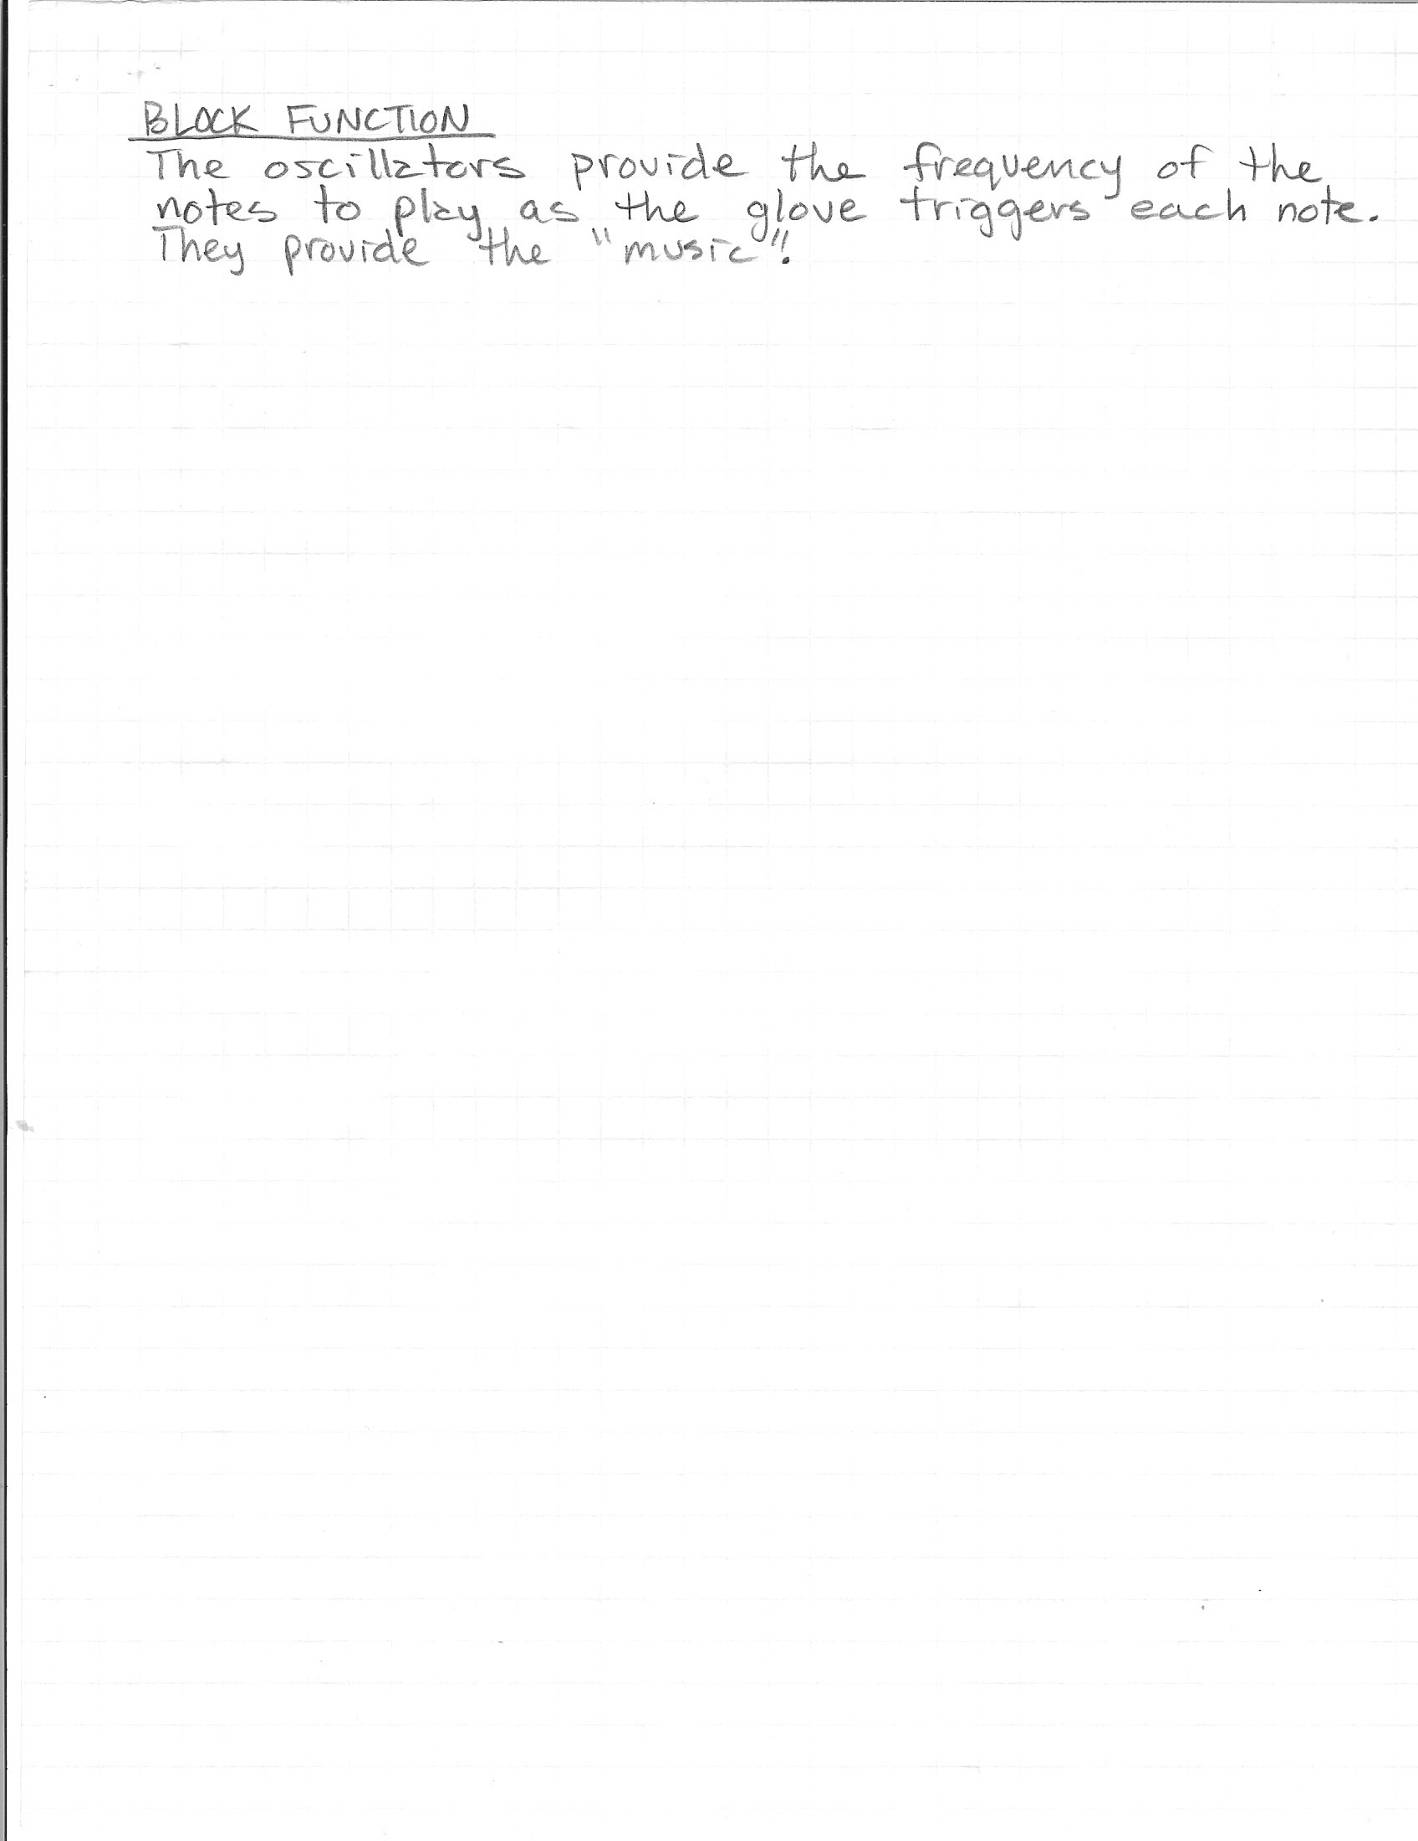 BLOCK FUNCTION
The oscillators provide the frequency of the
notes to play as the glove triggers each note.
They provide the "music".